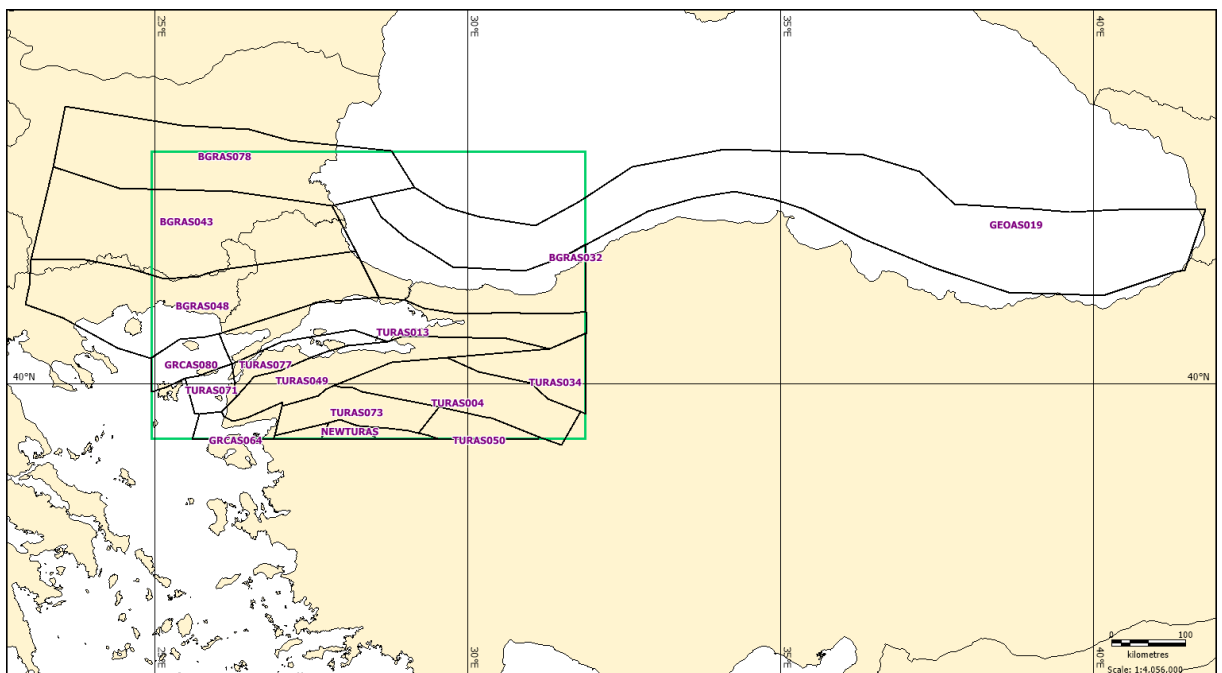 25°E
30°E
35°E
40°E
BGRAS078
BGRAS043
GEOAS019
BGRAS032
BGRAS048
TURAS013
GRCAS080
TURAS077
40°N
TURAS049
TURAS034
40°N
TURAS071
TURAS004
TURAS073
NEWTURAS
GRCAS064
TURAS050
25°E
30°E
35°E
40°E
0 100
kilometres
Scale: 1:4,056,000